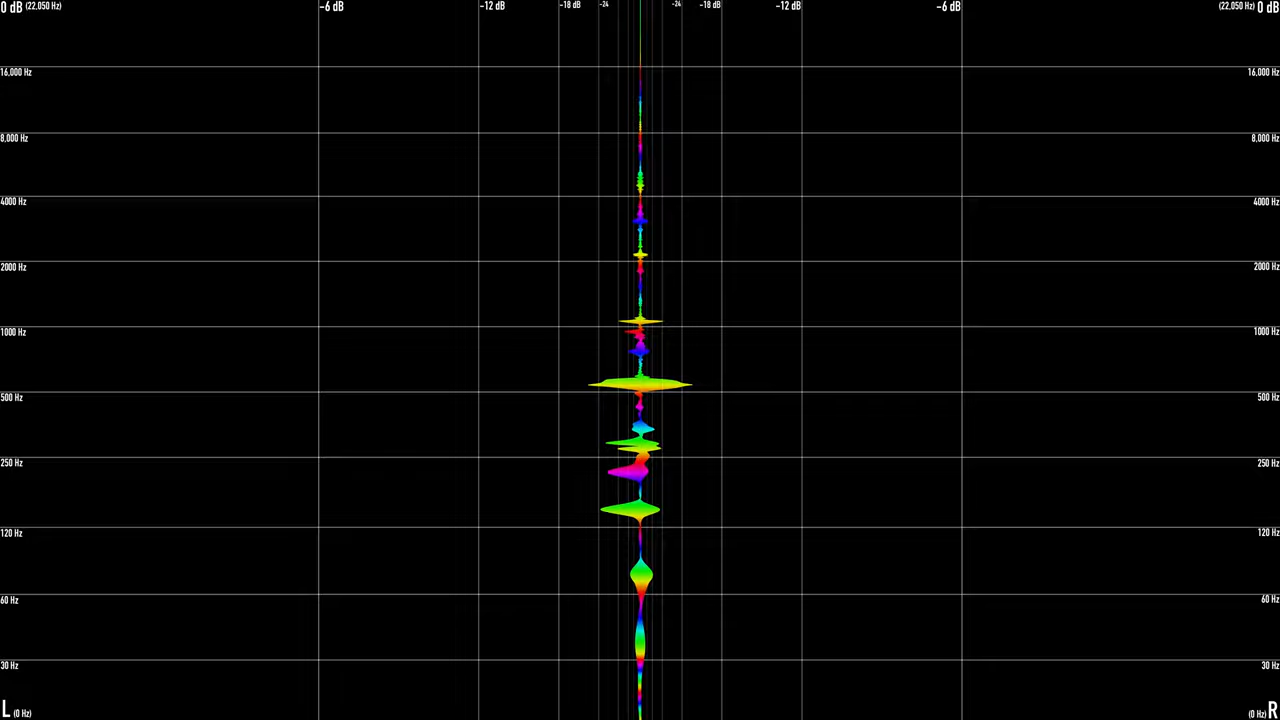 0 dB (22,050 Hz) -6 dB -12 dB -18 dB -24 -24 -18 dB -12 dB -6 dB (22,050 Hz) 0 dB
16,000 Hz 16,000 Hz
8,000 Hz 8,000 Hz
4000 Hz 4000 Hz
2000 Hz 2000 Hz
1000 Hz 1000 Hz
500 Hz 500 Hz
250 Hz 250 Hz
120 Hz 120 Hz
60 Hz 60 Hz
30 Hz 30 Hz
L (0 Hz) (0 Hz) R